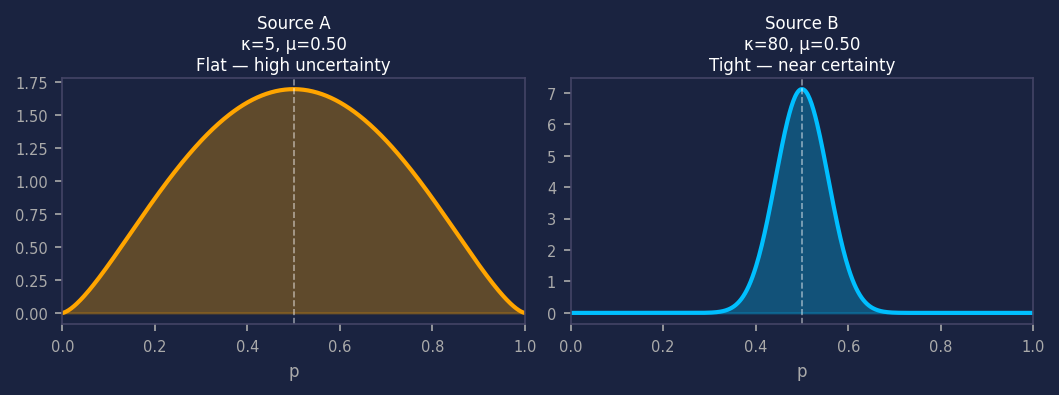 Source A
κ=5, μ=0.50
Flat — high uncertainty
1.75
1.50
1.25
1.00
0.75
0.50
0.25
0.00
0.0 0.2 0.4 0.6 0.8 1.0
p
Source B
κ=80, μ=0.50
Tight — near certainty
7
6
5
4
3
2
1
0
0.0 0.2 0.4 0.6 0.8 1.0
p